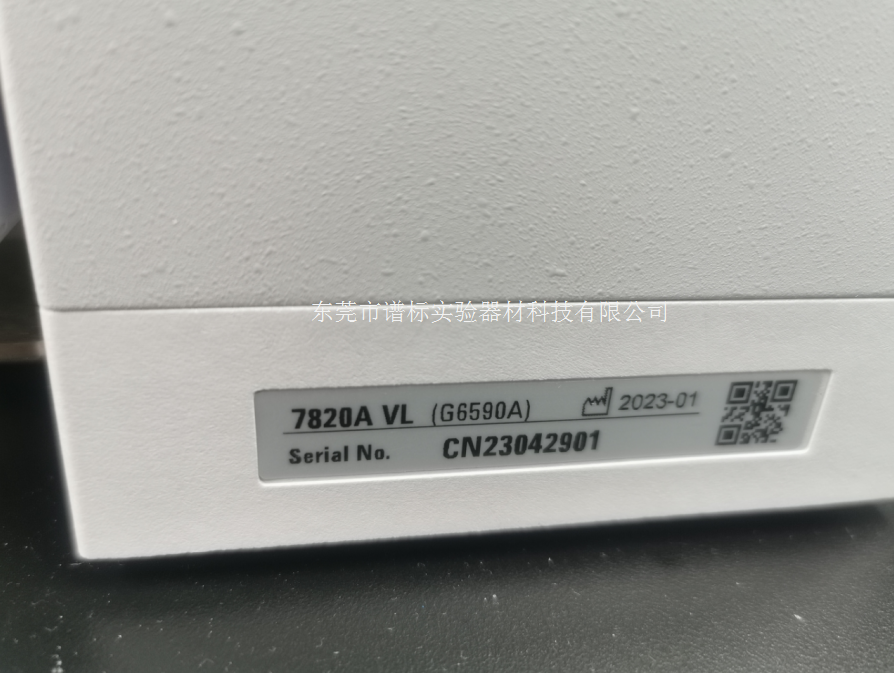 东莞市谱标实验器材科技有限公司
7820A VL (G6590A) 2023-01
Serial No. CN23042901